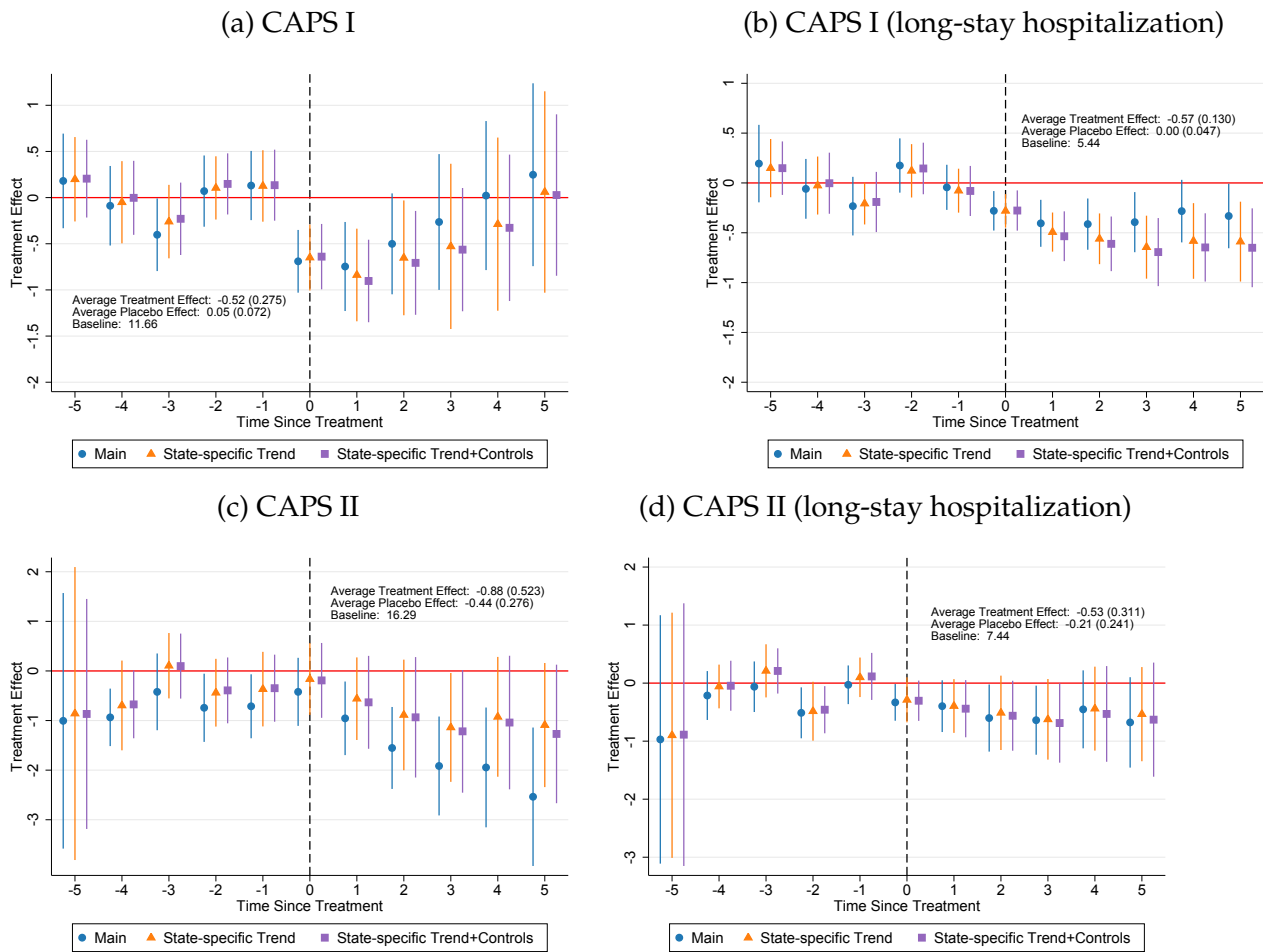 (a) CAPS I
Treatment Effect
1
.5
0
-.5
-1
-1.5
-2
Average Treatment Effect: -0.52 (0.275)
Average Placebo Effect: 0.05 (0.072)
Baseline: 11.66
-5 -4 -3 -2 -1 0 1 2 3 4 5
Time Since Treatment
Main State-specific Trend State-specific Trend+Controls
(b) CAPS I (long-stay hospitalization)
Treatment Effect
1
.5
0
-.5
-1
-1.5
-2
Average Treatment Effect: -0.57 (0.130)
Average Placebo Effect: 0.00 (0.047)
Baseline: 5.44
-5 -4 -3 -2 -1 0 1 2 3 4 5
Time Since Treatment
Main State-specific Trend State-specific Trend+Controls
(c) CAPS II
Treatment Effect
2
1
0
-1
-2
-3
Average Treatment Effect: -0.88 (0.523)
Average Placebo Effect: -0.44 (0.276)
Baseline: 16.29
-5 -4 -3 -2 -1 0 1 2 3 4 5
Time Since Treatment
Main State-specific Trend State-specific Trend+Controls
(d) CAPS II (long-stay hospitalization)
Treatment Effect
2
1
0
-1
-2
-3
Average Treatment Effect: -0.53 (0.311)
Average Placebo Effect: -0.21 (0.241)
Baseline: 7.44
-5 -4 -3 -2 -1 0 1 2 3 4 5
Time Since Treatment
Main State-specific Trend State-specific Trend+Controls